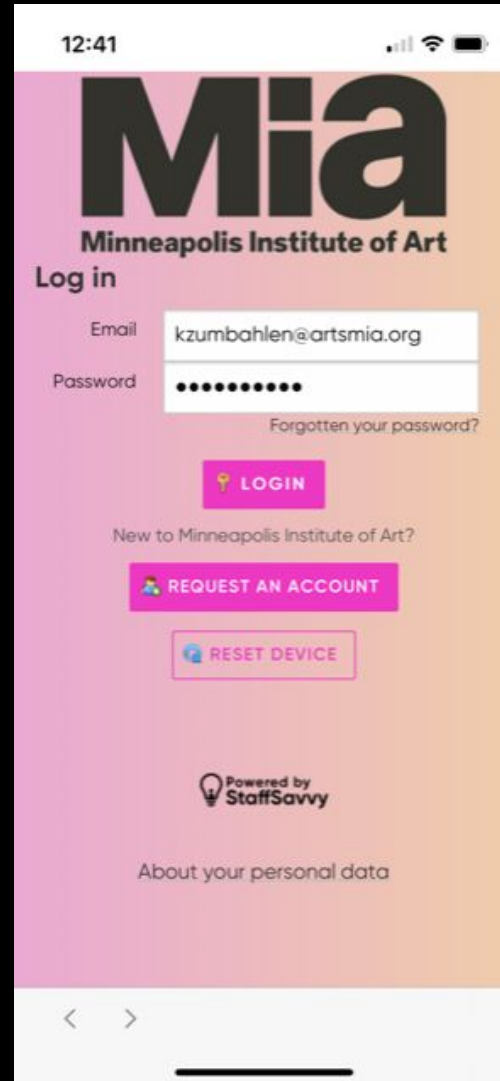 12:41
Mia
Minneapolis Institute of Art
Log in
Email kzumbahlen@artsmia.org
Password ••••••••••
Forgotten your password?
LOGIN
New to Minneapolis Institute of Art?
REQUEST AN ACCOUNT
RESET DEVICE
Powered by
StaffSavvy
About your personal data